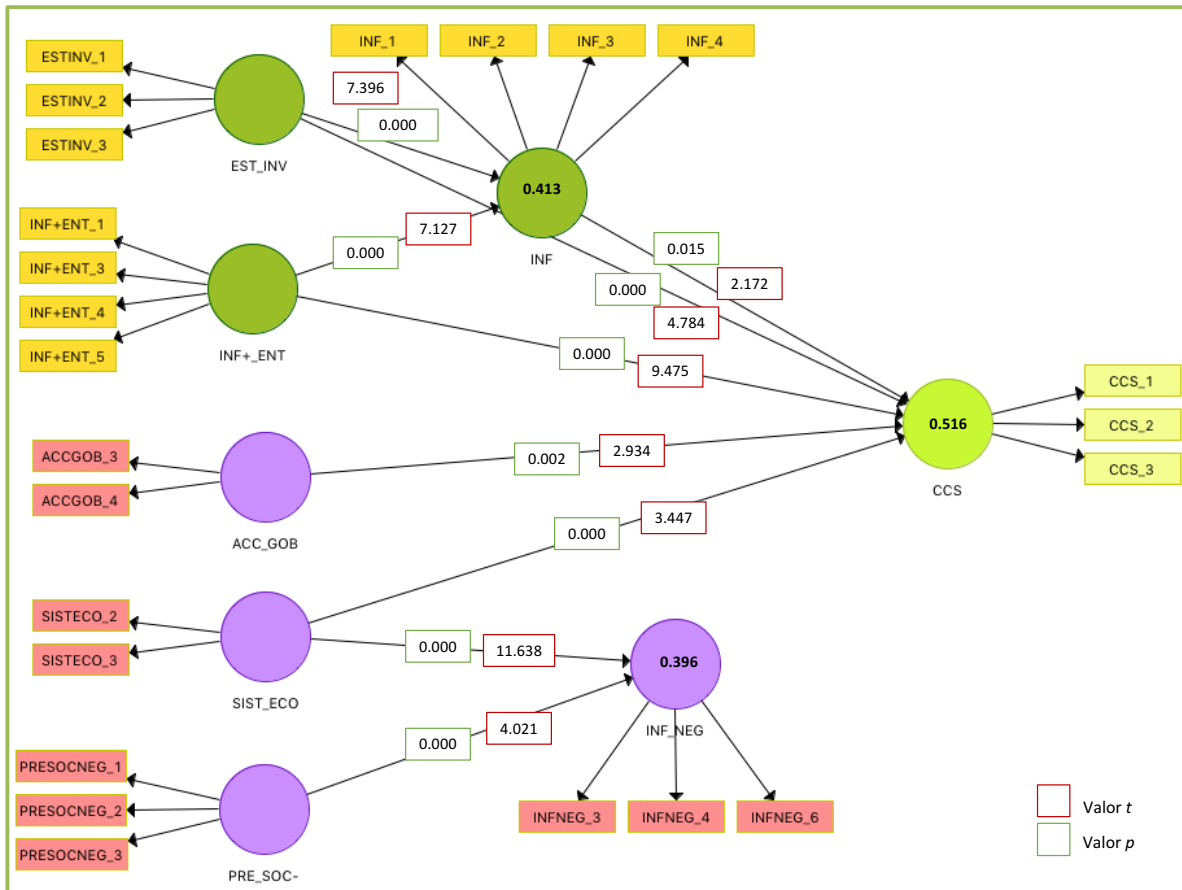 INF_1
INF_2
INF_3
INF_4
ESTINV_1
ESTINV_2
ESTINV_3
7.396
0.000
EST_INV
0.413
INF
INF+ENT_1
INF+ENT_3
INF+ENT_4
INF+ENT_5
INF+_ENT
0.000
7.127
0.015
2.172
0.000
4.784
0.000
9.475
0.516
CCS
CCS_1
CCS_2
CCS_3
ACCGOB_3
ACCGOB_4
ACC_GOB
0.002
2.934
0.000
3.447
SISTECO_2
SISTECO_3
SIST_ECO
0.000
11.638
0.396
INF_NEG
0.000
4.021
PRESOCNEG_1
PRESOCNEG_2
PRESOCNEG_3
PRE_SOC-
INFNEG_3
INFNEG_4
INFNEG_6
Valor t
Valor p